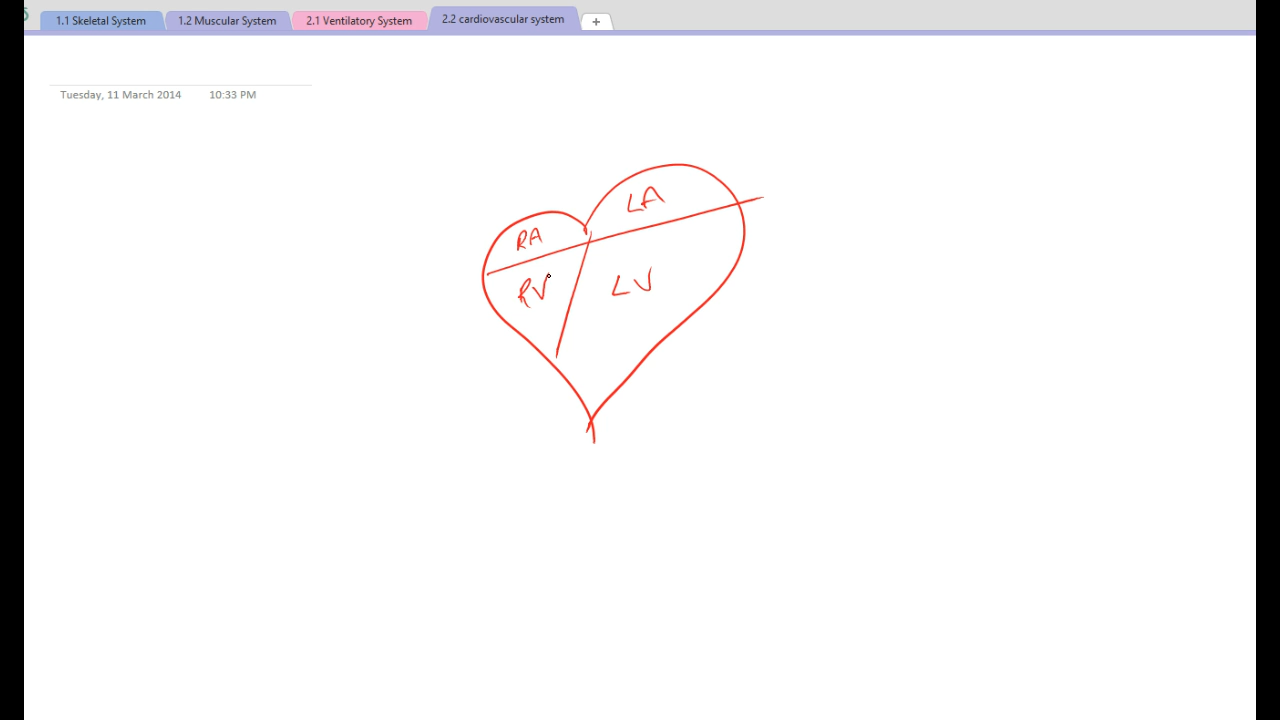 1.1 Skeletal System
1.2 Muscular System
2.1 Ventilatory System
2.2 cardiovascular system
+
Tuesday, 11 March 2014 10:33 PM
LA
RA
RV
LV